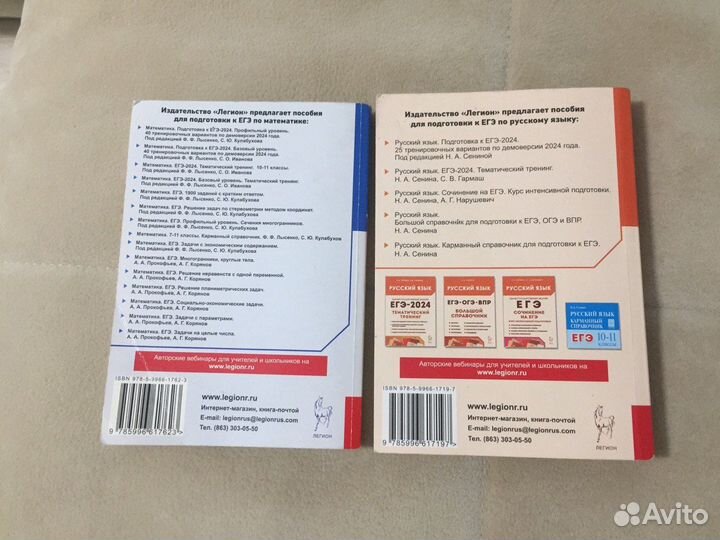 Издательство «Легион» предлагает пособия
для подготовки к ЕГЭ по математике:
Математика. Подготовка к ЕГЭ-2024. Профильный уровень.
40 тренировочных вариантов по демоверсии 2024 года.
Под редакцией Ф. Ф. Лысенко, С. Ю. Кулабухова
Математика. Подготовка к ЕГЭ-2024. Базовый уровень.
40 тренировочных вариантов по демоверсии 2024 года.
Под редакцией Ф. Ф. Лысенко, С. О. Иванова
Математика. ЕГЭ-2024. Тематический тренинг. 10-11 классы.
Под редакцией Ф. Ф. Лысенко, С. О. Иванова
Математика. ЕГЭ-2024. Базовый уровень. Тематический тренинг.
Под редакцией Ф. Ф. Лысенко, С. Ю. Кулабухова
Математика. ЕГЭ. 1900 заданий с кратким ответом.
Под редакцией Ф. Ф. Лысенко, С. Ю. Кулабухова
Математика. ЕГЭ. Решение задач по стереометрии методом координат.
Под редакцией Ф. Ф. Лысенко, С. Ю. Кулабухова
Математика. ЕГЭ. Профильный уровень. Сечения многогранников.
Под редакцией Ф. Ф. Лысенко, С. Ю. Кулабухова
Математика. 7-11 классы. Карманный справочник. Ф. Ф. Лысенко, С. Ю. Кулабухов
Математика. ЕГЭ. Задачи с экономическим содержанием.
Под редакцией Ф. Ф. Лысенко, С. Ю. Кулабухова
Математика. ЕГЭ. Многогранники, круглые тела.
А. А. Прокофьев, А. Г. Корянов
Математика. ЕГЭ. Решение неравенств с одной переменной.
А. А. Прокофьев, А. Г. Корянов
Математика. ЕГЭ. Решение планиметрических задач.
А. А. Прокофьев, А. Г. Корянов
Математика. ЕГЭ. Социально-экономические задачи.
А. А. Прокофьев, А. Г. Корянов
Математика. ЕГЭ. Задачи с параметрами.
А. А. Прокофьев, А. Г. Корянов
Математика. ЕГЭ. Задачи на целые числа.
А. А. Прокофьев, А. Г. Корянов
Авторские вебинары для учителей и школьников на
www.legionr.ru
ISBN 978-5-9966-1762-3
9 785996 617623 >
www.legionr.ru
Интернет-магазин, книга-почтой
E-mail: legionrus@legionrus.com
Тел. (863) 303-05-50
ЛЕГИОН
Издательство «Легион» предлагает пособия
для подготовки к ЕГЭ по русскому языку:
Русский язык. Подготовка к ЕГЭ-2024.
25 тренировочных вариантов по демоверсии 2024 года.
Под редакцией Н. А. Сениной
Русский язык. ЕГЭ-2024. Тематический тренинг.
Н. А. Сенина, С. В. Гармаш
Русский язык. Сочинение на ЕГЭ. Курс интенсивной подготовки.
Н. А. Сенина, А. Г. Нарушевич
Русский язык.
Большой справочник для подготовки к ЕГЭ, ОГЭ и ВПР.
Н. А. Сенина
Русский язык. Карманный справочник для подготовки к ЕГЭ.
Н. А. Сенина
РУССКИЙ ЯЗЫК
ЕГЭ-2024
ТЕМАТИЧЕСКИЙ
ТРЕНИНГ
РУССКИЙ ЯЗЫК
ЕГЭ·ОГЭ·ВПР
БОЛЬШОЙ
СПРАВОЧНИК
РУССКИЙ ЯЗЫК
ЕГЭ
СОЧИНЕНИЕ
НА ЕГЭ
РУССКИЙ ЯЗЫК
КАРМАННЫЙ
СПРАВОЧНИК
ЕГЭ 10-11
КЛАССЫ
Авторские вебинары для учителей и школьников на
www.legionr.ru
ISBN 978-5-9966-1719-7
9 785996 617197 >
www.legionr.ru
Интернет-магазин, книга-почтой
E-mail: legionrus@legionrus.com
Тел. (863) 303-05-50
ЛЕГИОН
Avito